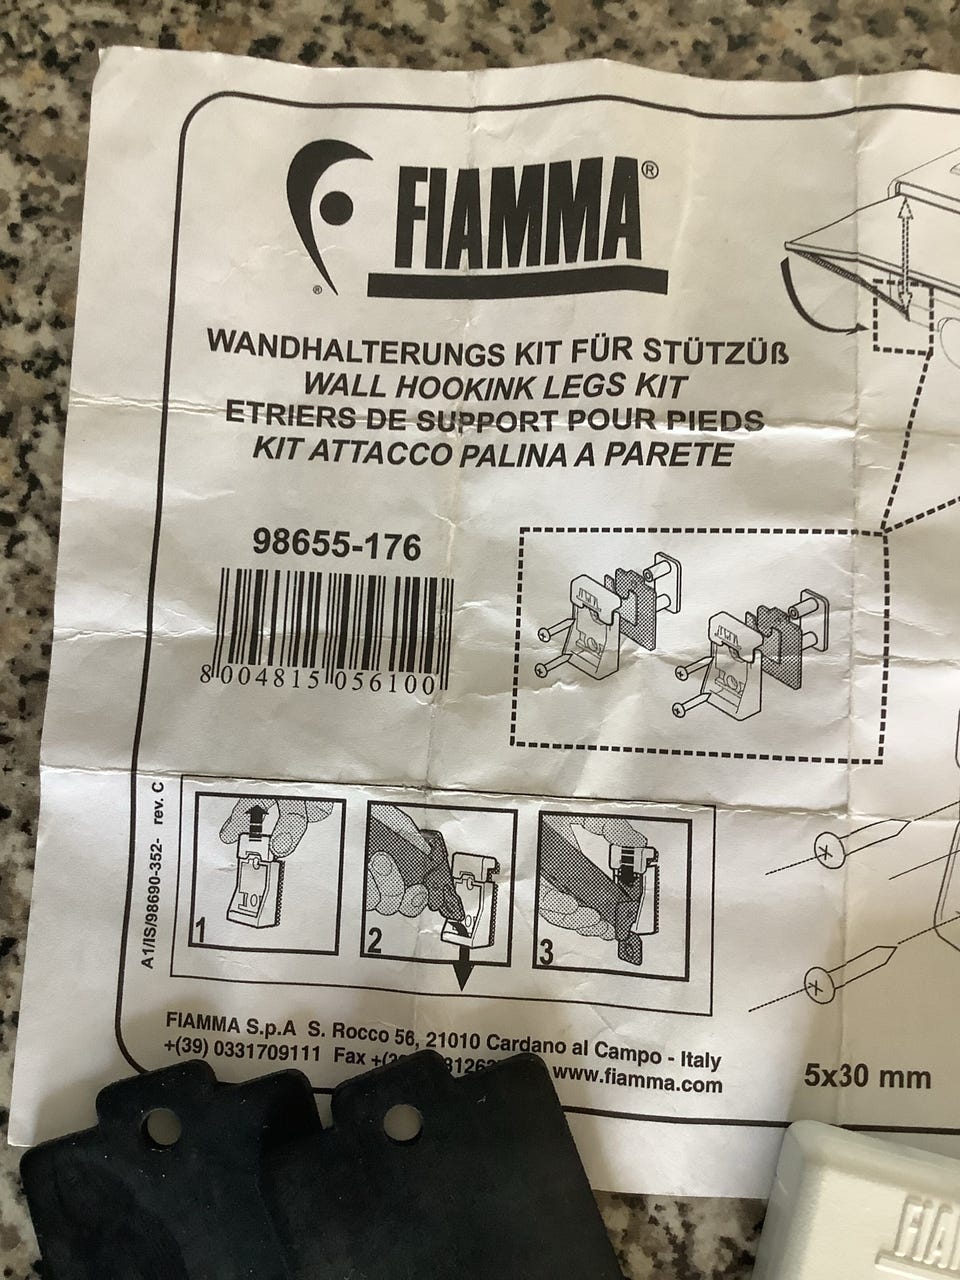 FIAMMA®
®
WANDHALTERUNGS KIT FÜR STÜTZÜß
WALL HOOKINK LEGS KIT
ETRIERS DE SUPPORT POUR PIEDS
KIT ATTACCO PALINA A PARETE
98655-176
8 004815 056100
A1/IS/98690-352- rev. C
1
2
3
FIAMMA S.p.A S. Rocco 56, 21010 Cardano al Campo - Italy
+(39) 0331709111 Fax www.fiamma.com
5x30 mm
FIA